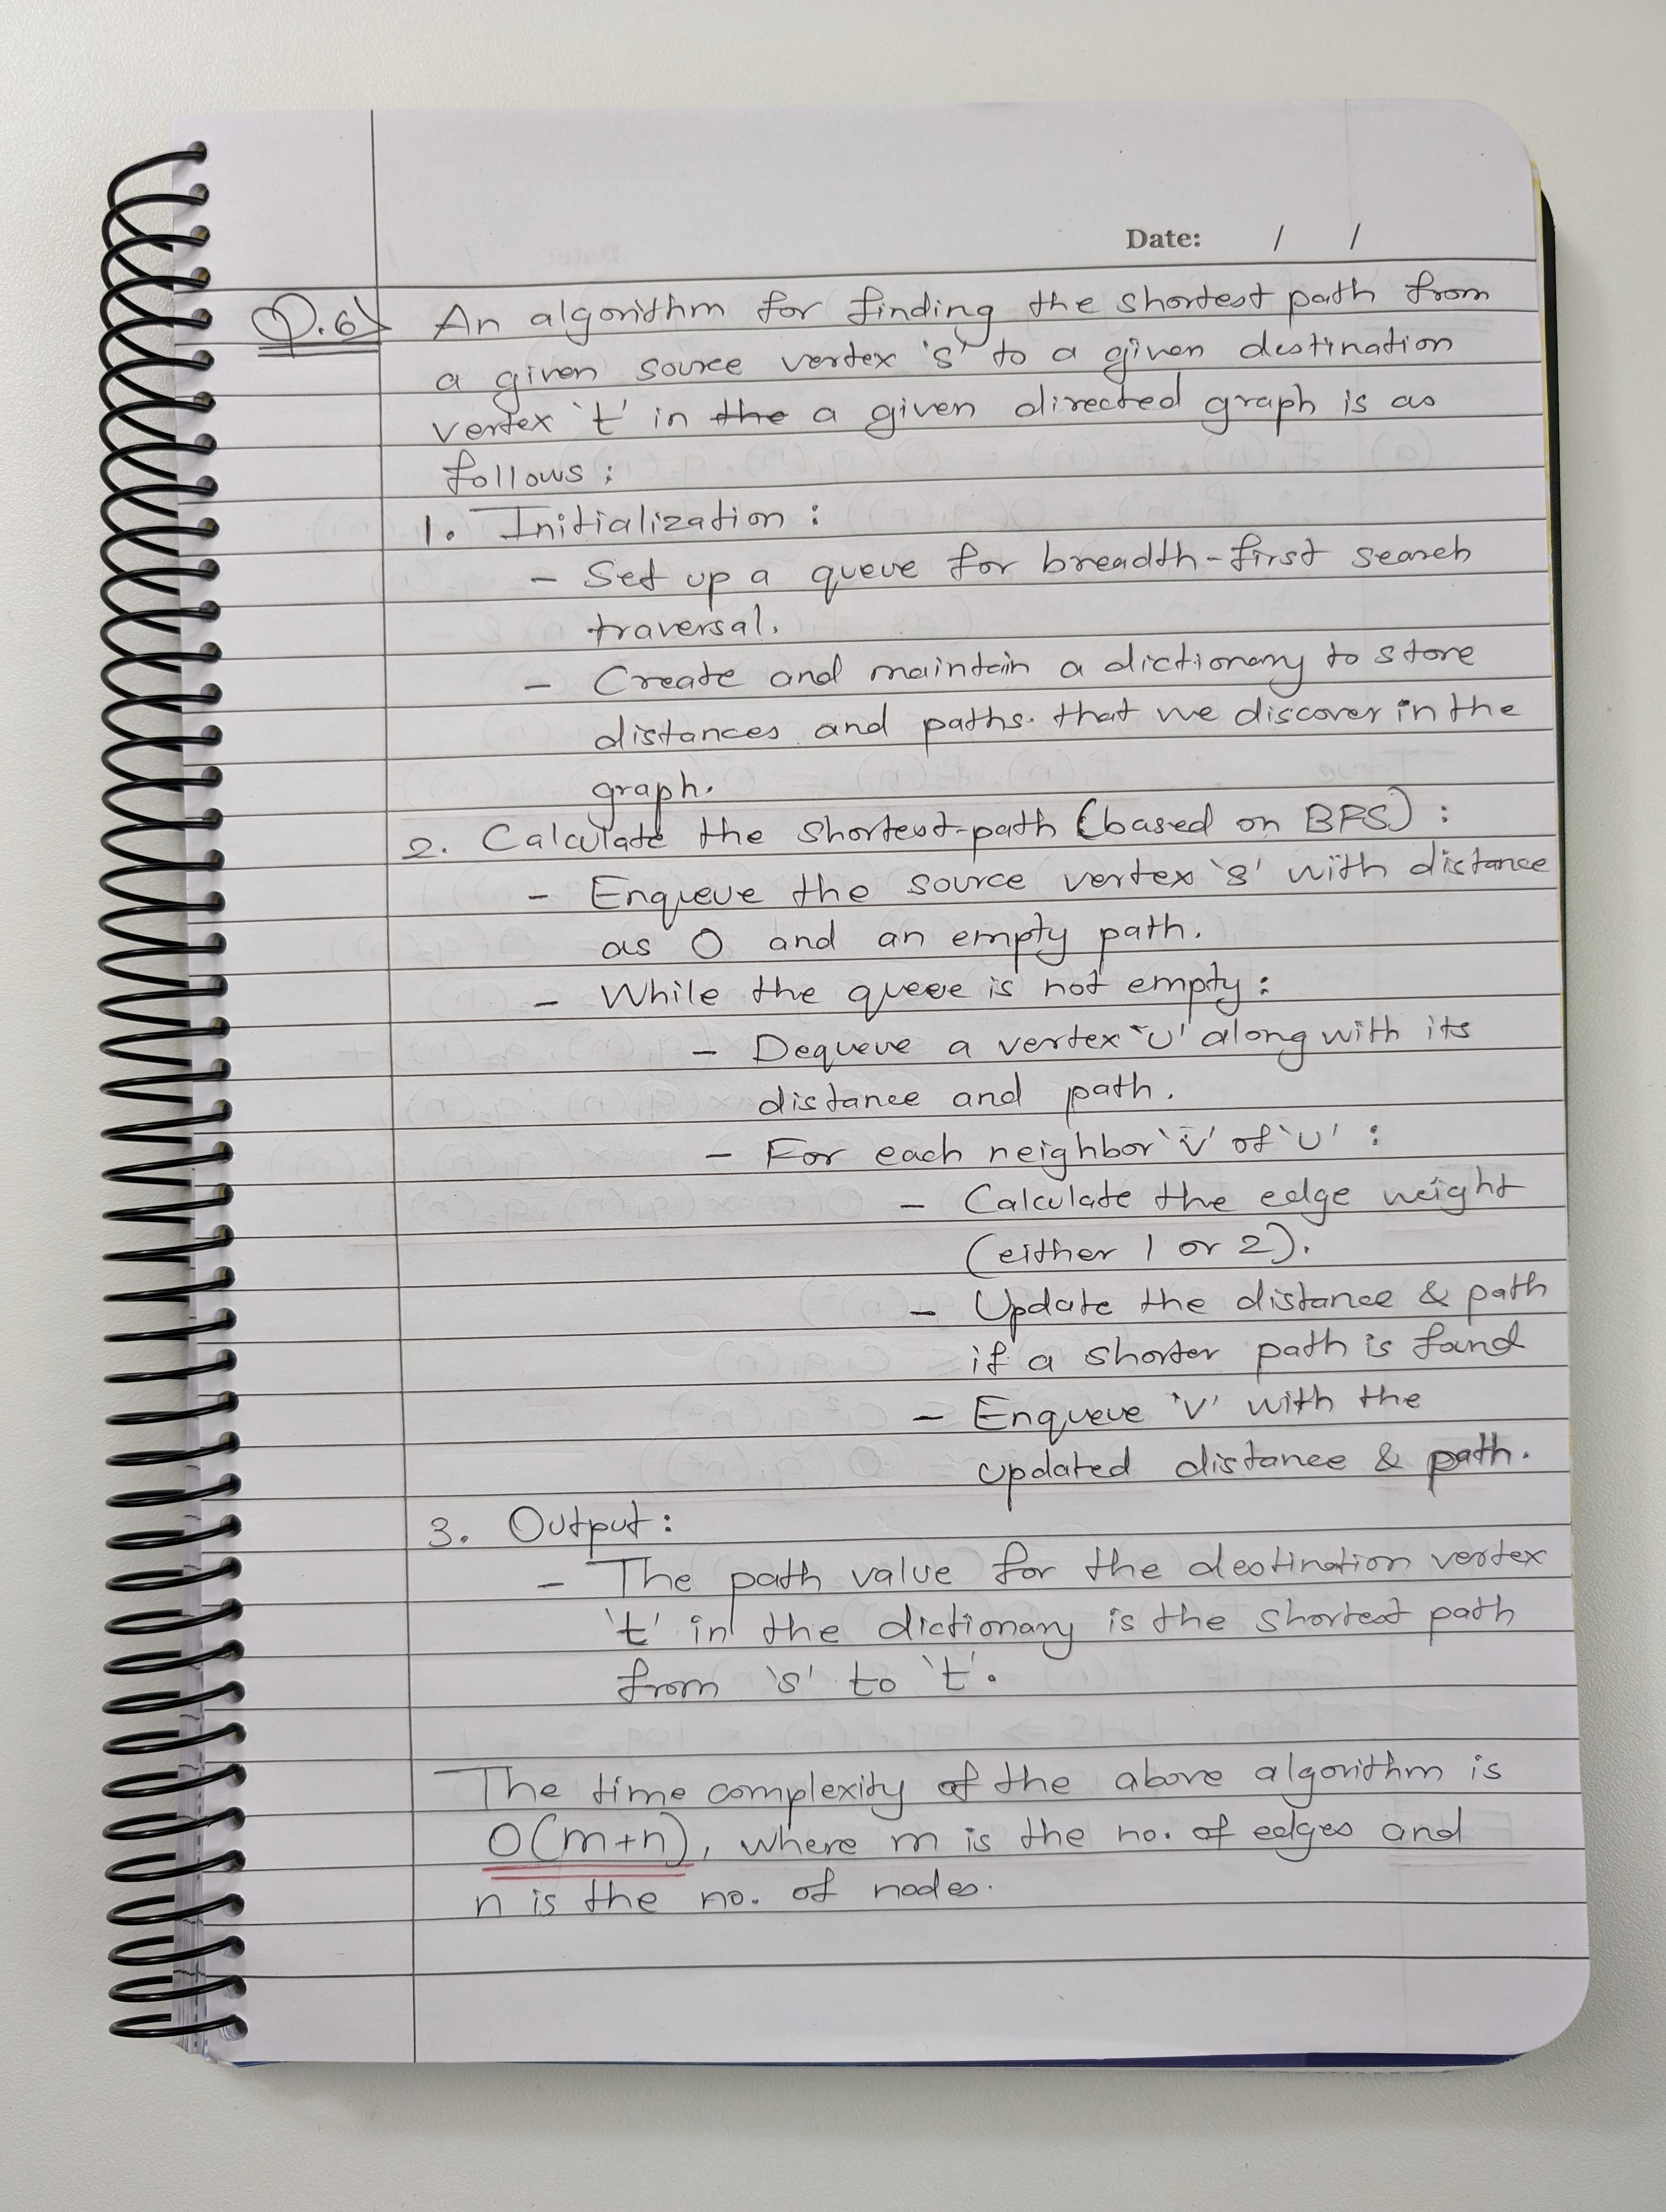 Date: / /
Q.6> An algorithm for finding the shortest path from
a given source vertex 's' to a given destination
vertex 't' in the a given directed graph is as
follows:
1. Initialization:
- Set up a queue for breadth-first search
traversal.
- Create and maintain a dictionary to store
distances and paths. that we discover in the
graph.
2. Calculate the shortest-path (based on BFS):
- Enqueue the source vertex 's' with distance
as 0 and an empty path.
- While the queue is not empty:
- Dequeue a vertex 'u' along with its
distance and path.
- For each neighbor 'v' of 'u':
- Calculate the edge weight
(either 1 or 2).
- Update the distance & path
if a shorter path is found
- Enqueue 'v' with the
updated distance & path.
3. Output:
- The path value for the destination vertex
't' in the dictionary is the shortest path
from 's' to 't'.
The time complexity of the above algorithm is
O(m+n), where m is the no. of edges and
n is the no. of nodes.